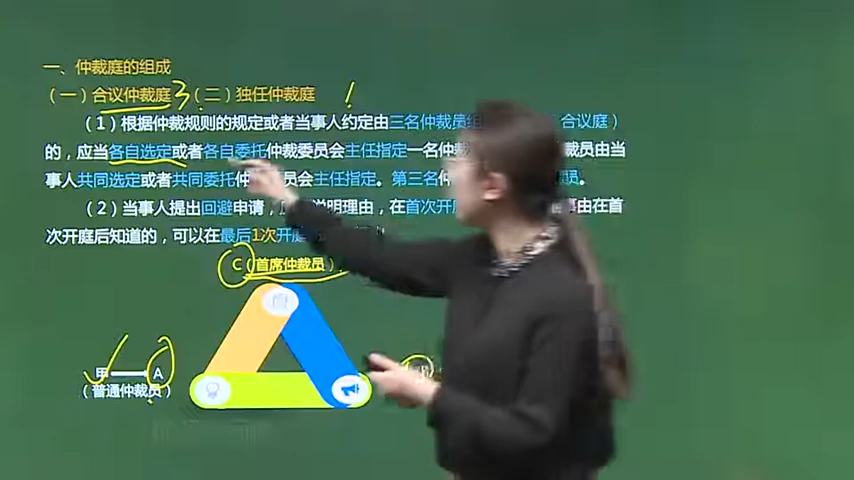 一、仲裁庭的组成
（一）合议仲裁庭 3 （二）独任仲裁庭 1
（1）根据仲裁规则的规定或者当事人约定由三名仲裁员组 合议庭）
的，应当各自选定或者各自委托仲裁委员会主任指定一名仲 裁员由当
事人共同选定或者共同委托仲 员会主任指定。第三名仲 员。
（2）当事人提出回避申请，应 说明理由，在首次开 由在首
次开庭后知道的，可以在最后1次开庭
C（首席仲裁员）
甲 A
B
（普通仲裁员）